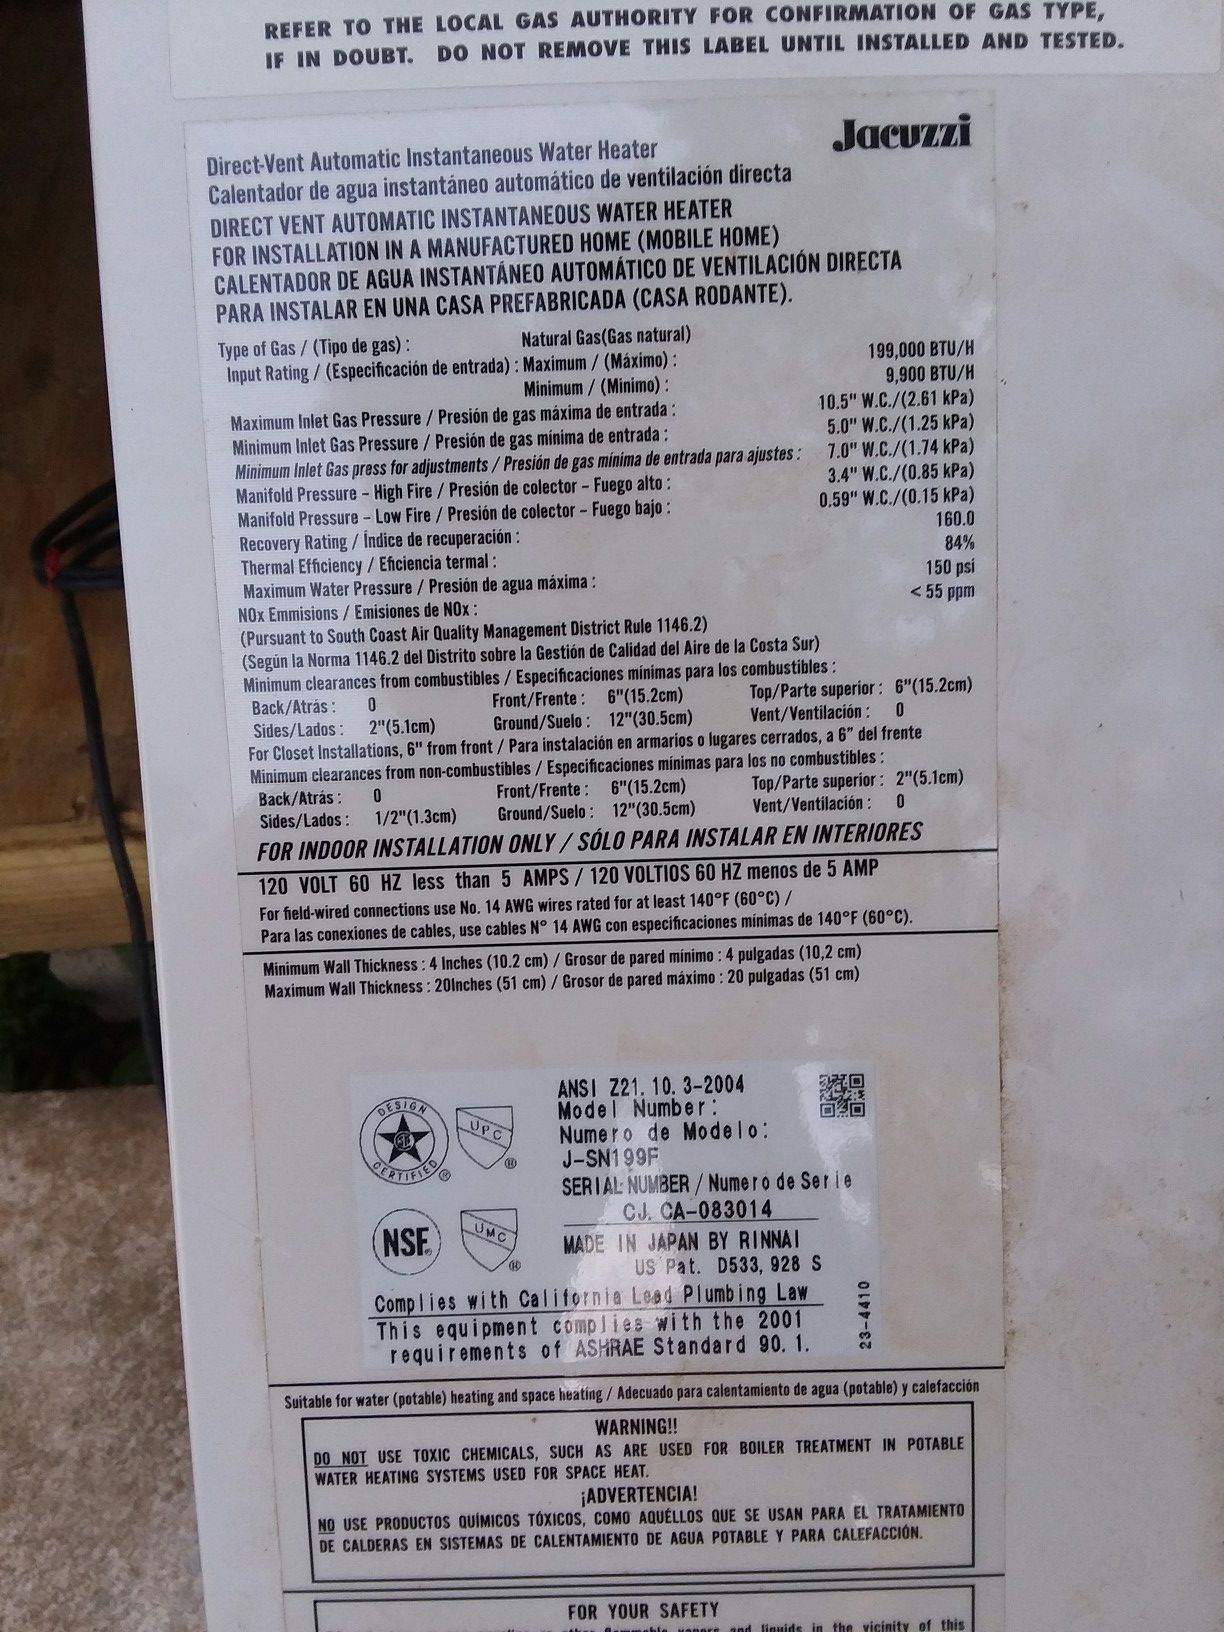 REFER TO THE LOCAL GAS AUTHORITY FOR CONFIRMATION OF GAS TYPE,
IF IN DOUBT. DO NOT REMOVE THIS LABEL UNTIL INSTALLED AND TESTED.
Jacuzzi
Direct-Vent Automatic Instantaneous Water Heater
Calentador de agua instantáneo automático de ventilación directa
DIRECT VENT AUTOMATIC INSTANTANEOUS WATER HEATER
FOR INSTALLATION IN A MANUFACTURED HOME (MOBILE HOME)
CALENTADOR DE AGUA INSTANTÁNEO AUTOMÁTICO DE VENTILACIÓN DIRECTA
PARA INSTALAR EN UNA CASA PREFABRICADA (CASA RODANTE).
Type of Gas / (Tipo de gas) : Natural Gas(Gas natural)
Input Rating / (Especificación de entrada) : Maximum / (Máximo) : 199,000 BTU/H
Minimum / (Minimo) : 9,900 BTU/H
Maximum Inlet Gas Pressure / Presión de gas máxima de entrada : 10.5" W.C./(2.61 kPa)
Minimum Inlet Gas Pressure / Presión de gas mínima de entrada : 5.0" W.C./(1.25 kPa)
Minimum Inlet Gas press for adjustments / Presión de gas mínima de entrada para ajustes : 7.0" W.C./(1.74 kPa)
Manifold Pressure – High Fire / Presión de colector – Fuego alto : 3.4" W.C./(0.85 kPa)
Manifold Pressure – Low Fire / Presión de colector – Fuego bajo : 0.59" W.C./(0.15 kPa)
Recovery Rating / Índice de recuperación : 160.0
Thermal Efficiency / Eficiencia termal : 84%
Maximum Water Pressure / Presión de agua máxima : 150 psi
NOx Emmisions / Emisiones de NOx : < 55 ppm
(Pursuant to South Coast Air Quality Management District Rule 1146.2)
(Según la Norma 1146.2 del Distrito sobre la Gestión de Calidad del Aire de la Costa Sur)
Minimum clearances from combustibles / Especificaciones mínimas para los combustibles :
Back/Atrás : 0 Front/Frente : 6"(15.2cm) Top/Parte superior : 6"(15.2cm)
Sides/Lados : 2"(5.1cm) Ground/Suelo : 12"(30.5cm) Vent/Ventilación : 0
For Closet Installations, 6" from front / Para instalación en armarios o lugares cerrados, a 6” del frente
Minimum clearances from non-combustibles / Especificaciones mínimas para los no combustibles :
Back/Atrás : 0 Front/Frente : 6"(15.2cm) Top/Parte superior : 2"(5.1cm)
Sides/Lados : 1/2"(1.3cm) Ground/Suelo : 12"(30.5cm) Vent/Ventilación : 0
FOR INDOOR INSTALLATION ONLY / SÓLO PARA INSTALAR EN INTERIORES
120 VOLT 60 HZ less than 5 AMPS / 120 VOLTIOS 60 HZ menos de 5 AMP
For field-wired connections use No. 14 AWG wires rated for at least 140°F (60°C) /
Para las conexiones de cables, use cables N° 14 AWG con especificaciones mínimas de 140°F (60°C).
Minimum Wall Thickness : 4 Inches (10.2 cm) / Grosor de pared mínimo : 4 pulgadas (10,2 cm)
Maximum Wall Thickness : 20Inches (51 cm) / Grosor de pared máximo : 20 pulgadas (51 cm)
DESIGN CERTIFIED ®
UPC ®
NSF®
UMC ®
ANSI Z21. 10. 3-2004
Model Number:
Numero de Modelo:
J-SN199F
SERIAL NUMBER / Numero de Serie
CJ. CA-083014
MADE IN JAPAN BY RINNAI
US Pat. D533, 928 S
Complies with California Lead Plumbing Law
This equipment complies with the 2001
requirements of ASHRAE Standard 90. 1.
23-4410
Suitable for water (potable) heating and space heating / Adecuado para calentamiento de agua (potable) y calefacción
WARNING!!
DO NOT USE TOXIC CHEMICALS, SUCH AS ARE USED FOR BOILER TREATMENT IN POTABLE
WATER HEATING SYSTEMS USED FOR SPACE HEAT.
¡ADVERTENCIA!
NO USE PRODUCTOS QUÍMICOS TÓXICOS, COMO AQUÉLLOS QUE SE USAN PARA EL TRATAMIENTO
DE CALDERAS EN SISTEMAS DE CALENTAMIENTO DE AGUA POTABLE Y PARA CALEFACCIÓN.
FOR YOUR SAFETY
other flammable vapors and liquids in the vicinity of this